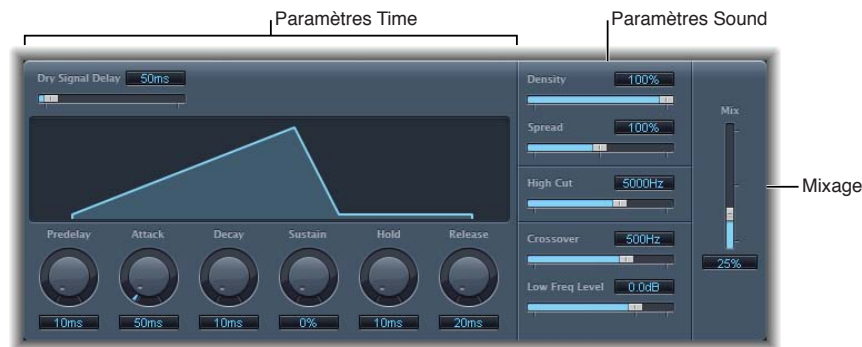 Paramètres Time
Paramètres Sound
Dry Signal Delay 50ms
Density 100%
Spread 100%
High Cut 5000Hz
Crossover 500Hz
Low Freq Level 0.0dB
Mix
25%
Mixage
Predelay Attack Decay Sustain Hold Release
10ms 50ms 10ms 0% 10ms 20ms